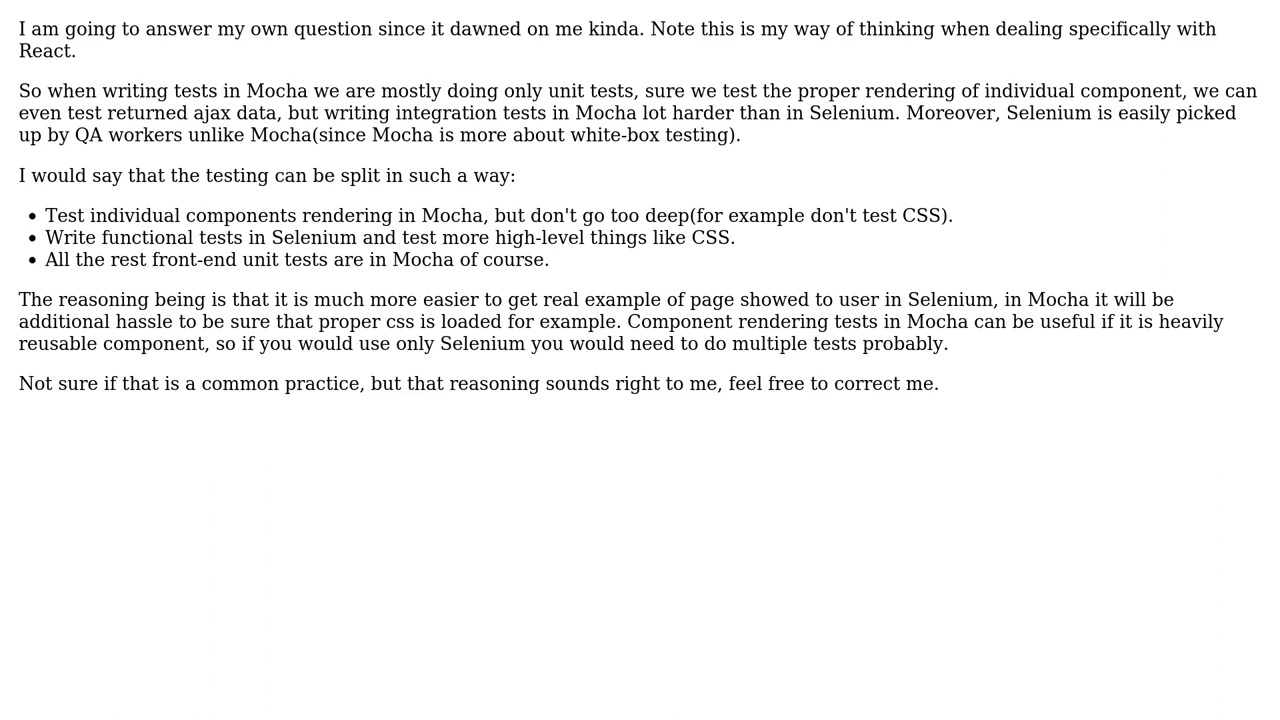 I am going to answer my own question since it dawned on me kinda. Note this is my way of thinking when dealing specifically with
React.
So when writing tests in Mocha we are mostly doing only unit tests, sure we test the proper rendering of individual component, we can
even test returned ajax data, but writing integration tests in Mocha lot harder than in Selenium. Moreover, Selenium is easily picked
up by QA workers unlike Mocha(since Mocha is more about white-box testing).
I would say that the testing can be split in such a way:
• Test individual components rendering in Mocha, but don't go too deep(for example don't test CSS).
• Write functional tests in Selenium and test more high-level things like CSS.
• All the rest front-end unit tests are in Mocha of course.
The reasoning being is that it is much more easier to get real example of page showed to user in Selenium, in Mocha it will be
additional hassle to be sure that proper css is loaded for example. Component rendering tests in Mocha can be useful if it is heavily
reusable component, so if you would use only Selenium you would need to do multiple tests probably.
Not sure if that is a common practice, but that reasoning sounds right to me, feel free to correct me.